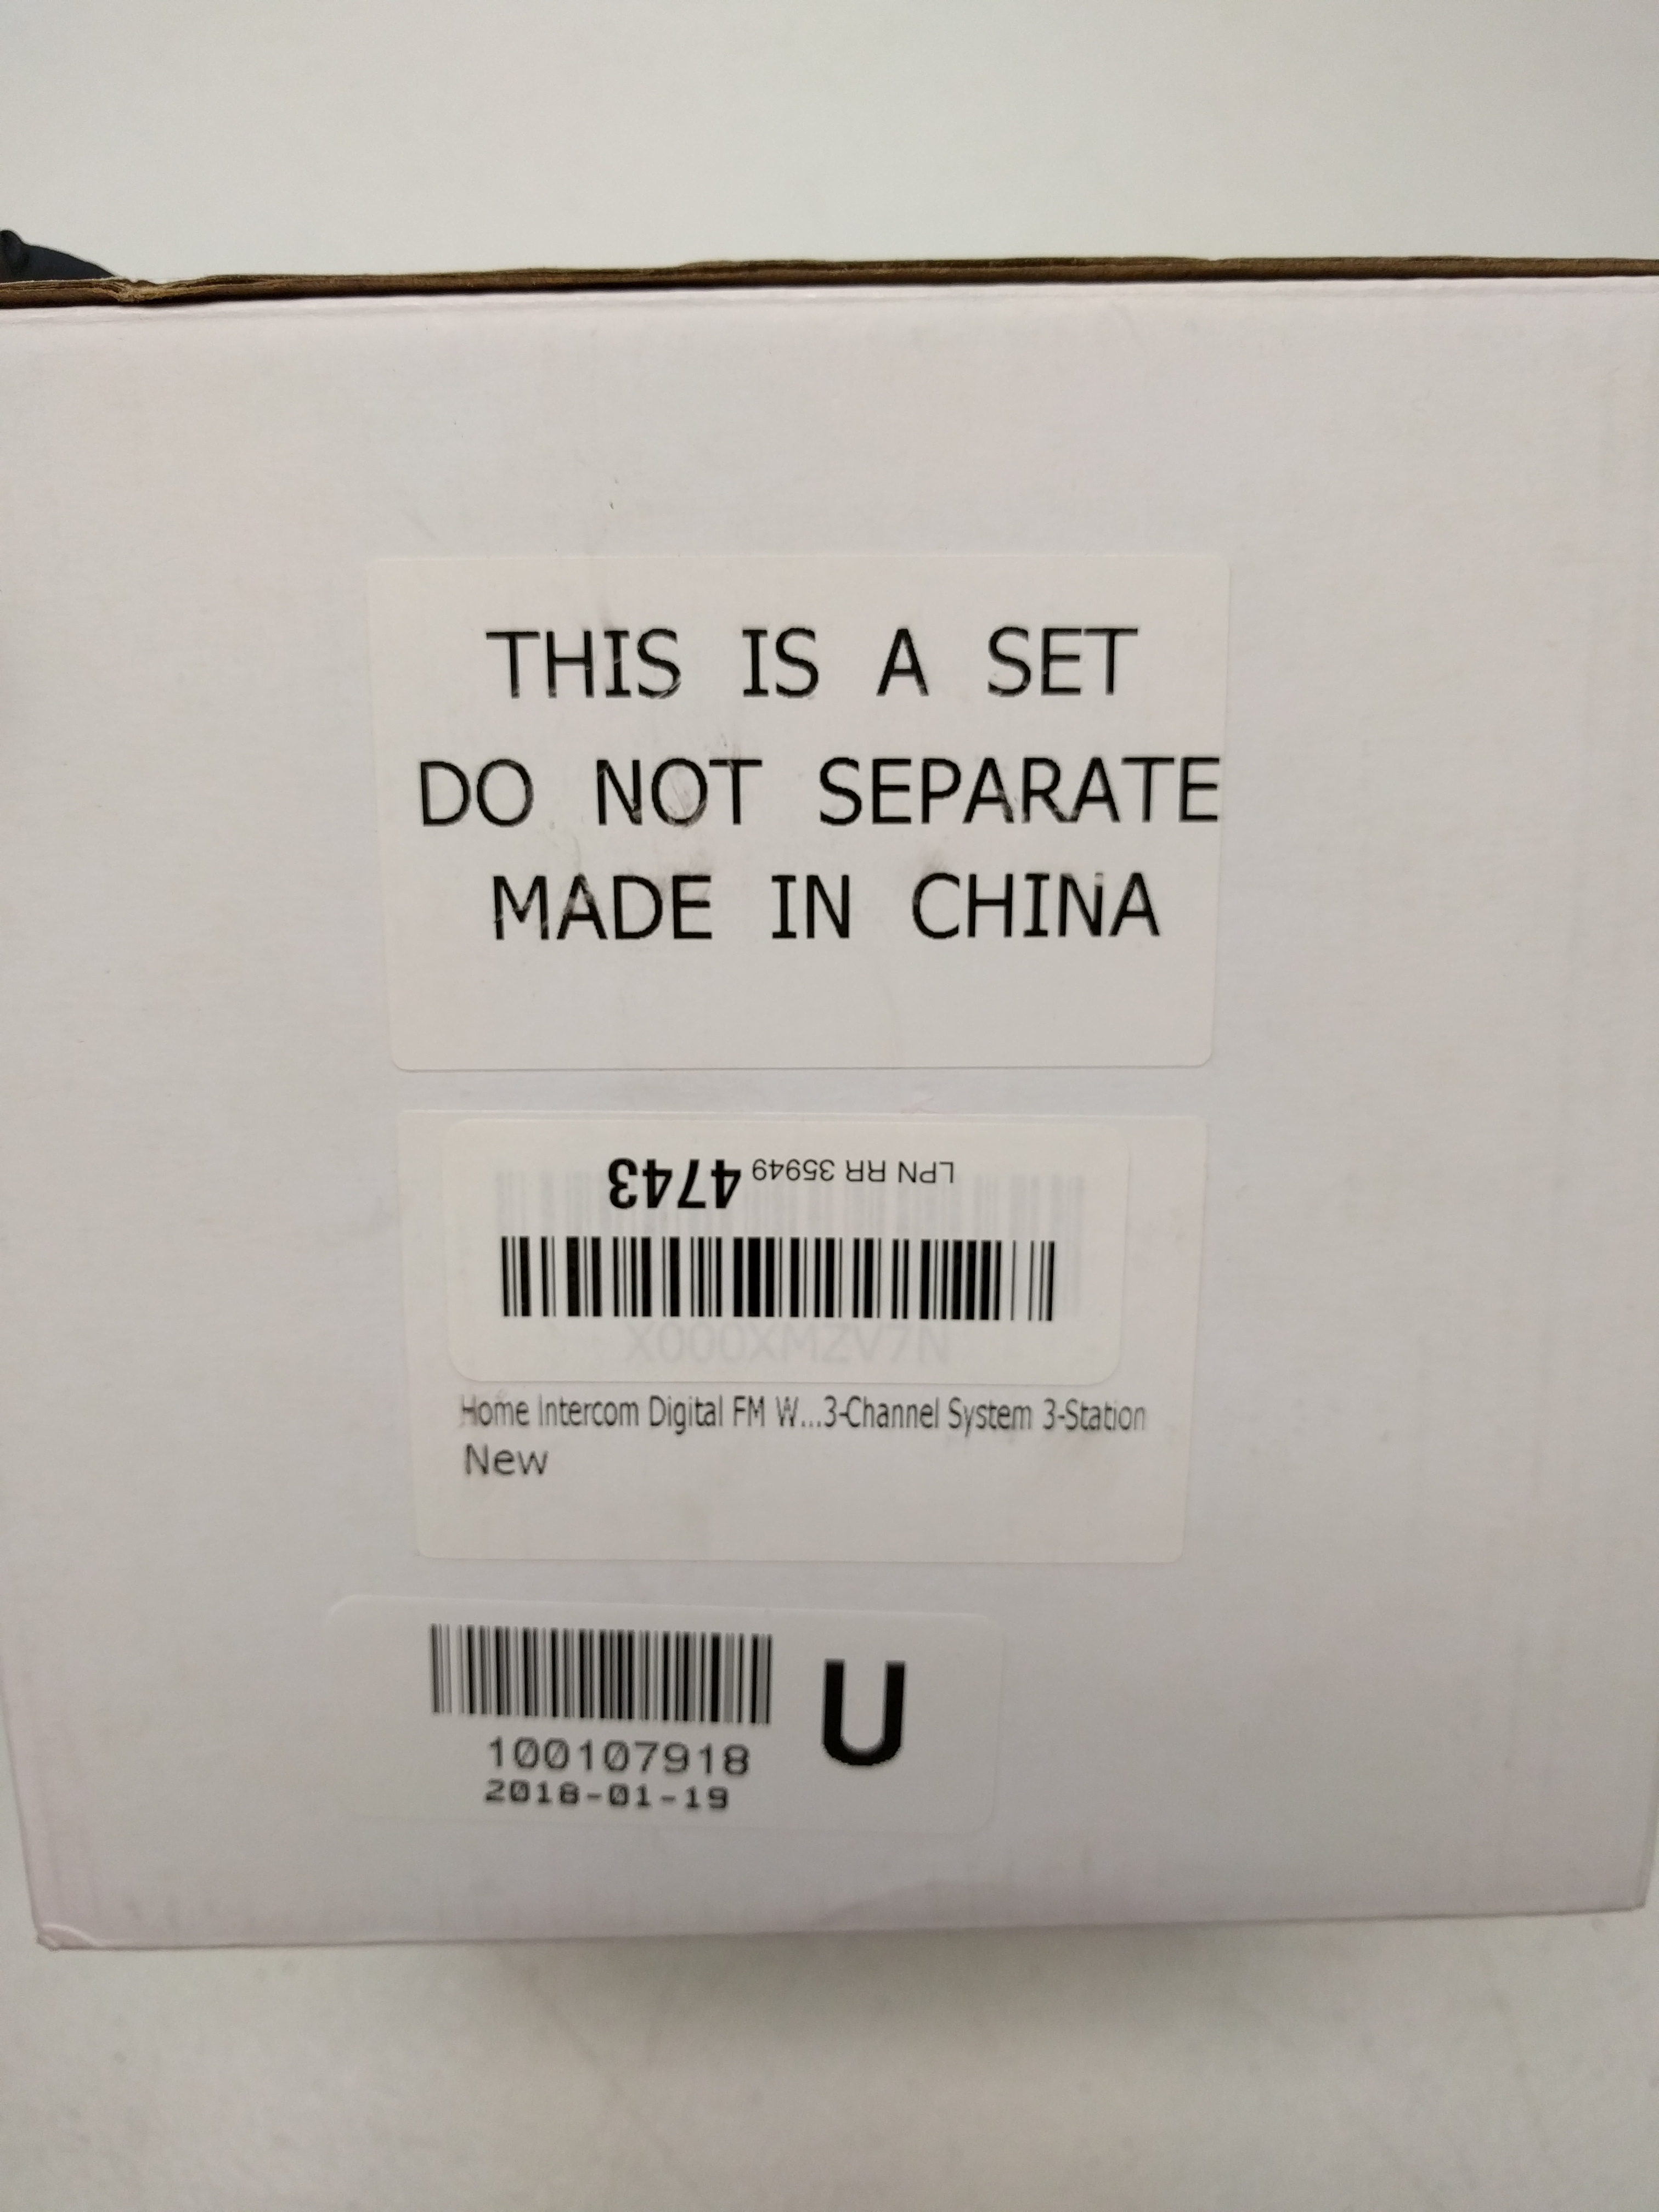 THIS IS A SET
DO NOT SEPARATE
MADE IN CHINA
LPN RR 35949 4743
X000XMZV7N
Home Intercom Digital FM W...3-Channel System 3-Station
New
U
100107918
2018-01-19